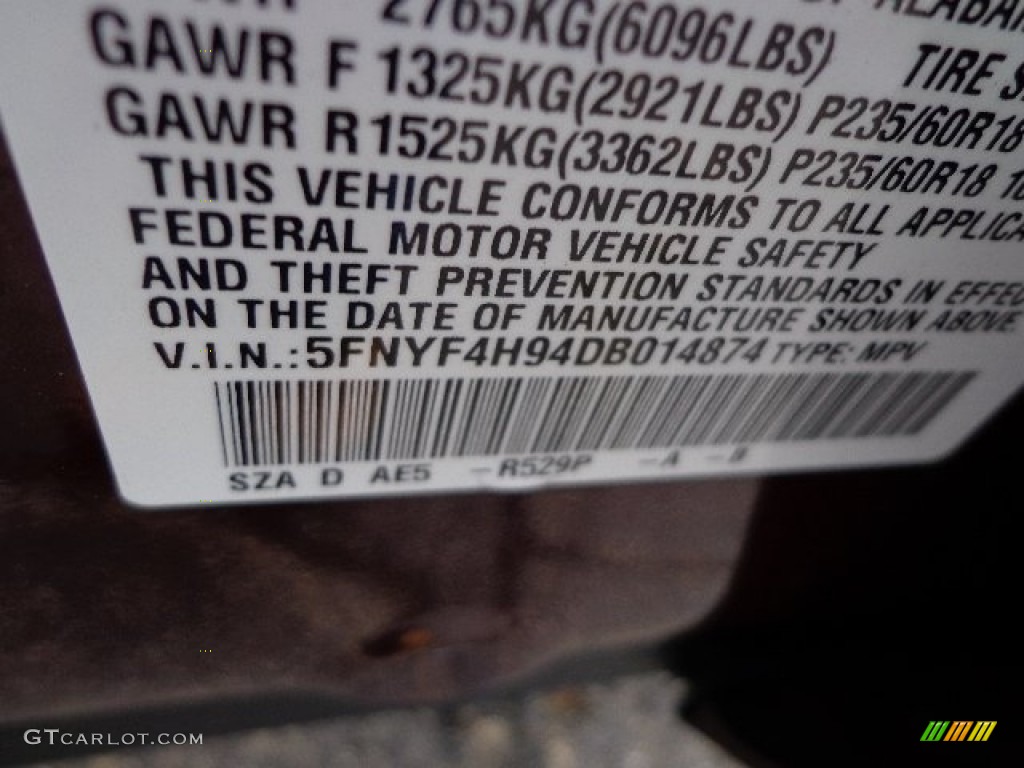 2765KG(6096LBS)
GAWR F 1325KG(2921LBS) P235/60R18
TIRE
GAWR R 1525KG(3362LBS) P235/60R18
THIS VEHICLE CONFORMS TO ALL
FEDERAL MOTOR VEHICLE SAFETY
AND THEFT PREVENTION STANDARDS IN
ON THE DATE OF MANUFACTURE SHOWN ABOVE
V.I.N.: 5FNYF4H94DB014874 TYPE: MPV
SZA D AE5 -R529P -A -B
GTCARLOT.COM